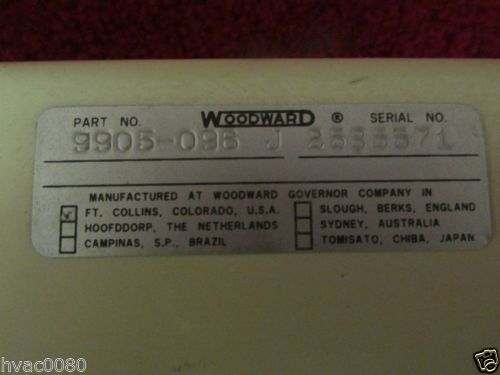 PART NO. WOODWARD ® SERIAL NO.
9905-096 J
MANUFACTURED AT WOODWARD GOVERNOR COMPANY IN
FT. COLLINS, COLORADO, U.S.A. SLOUGH, BERKS, ENGLAND
HOOFDDORP, THE NETHERLANDS SYDNEY, AUSTRALIA
CAMPINAS, S.P., BRAZIL TOMISATO, CHIBA, JAPAN
hvac0080